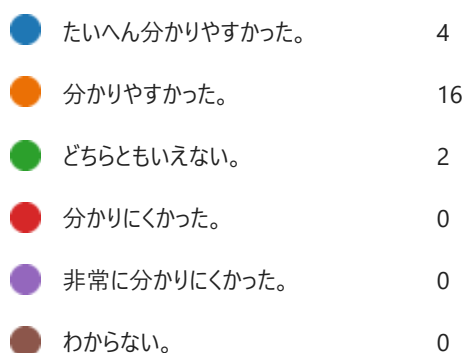 たいへん分かりやすかった。 4
分かりやすかった。 16
どちらともいえない。 2
分かりにくかった。 0
非常に分かりにくかった。 0
わからない。 0